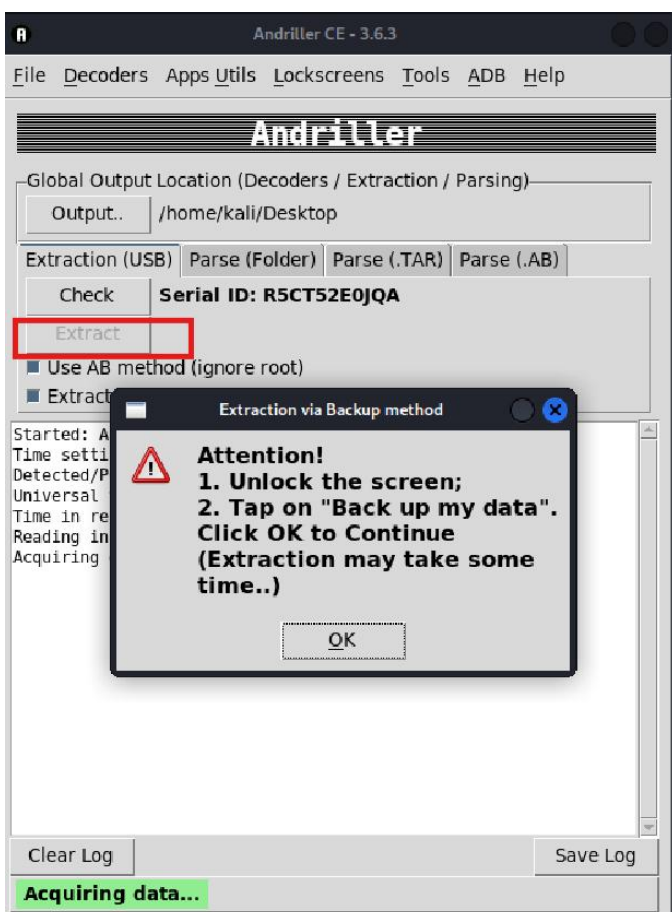 Andriller CE - 3.6.3
File Decoders Apps Utils Lockscreens Tools ADB Help
Andriller
Global Output Location (Decoders / Extraction / Parsing)
Output.. /home/kali/Desktop
Extraction (USB) Parse (Folder) Parse (.TAR) Parse (.AB)
Check Serial ID: R5CT52E0JQA
Extract
Use AB method (ignore root)
Extract
Extraction via Backup method
Started: A
Time setti
Detected/P
Universal
Time in re
Reading in
Acquiring
Attention!
1. Unlock the screen;
2. Tap on "Back up my data".
Click OK to Continue
(Extraction may take some
time..)
OK
Clear Log Save Log
Acquiring data...